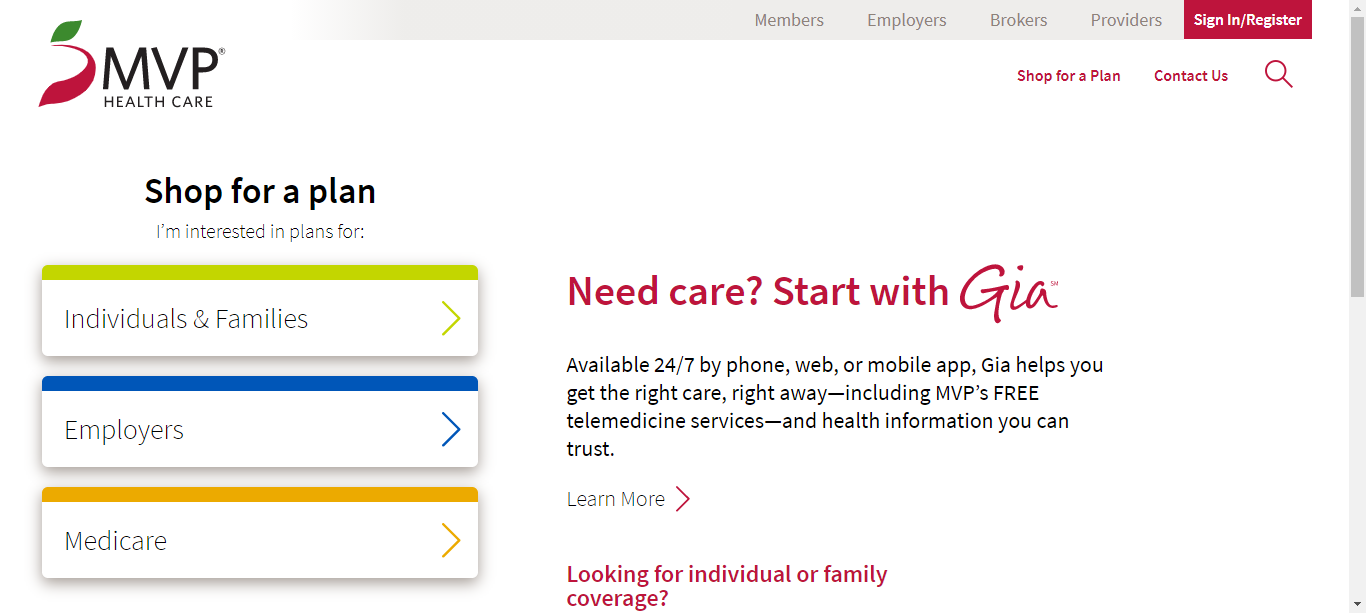 Members Employers Brokers Providers Sign In/Register
MVP®
HEALTH CARE
Shop for a Plan Contact Us
Shop for a plan
I'm interested in plans for:
Individuals & Families
Employers
Medicare
Need care? Start with Gia℠
Available 24/7 by phone, web, or mobile app, Gia helps you
get the right care, right away—including MVP's FREE
telemedicine services—and health information you can
trust.
Learn More
Looking for individual or family
coverage?